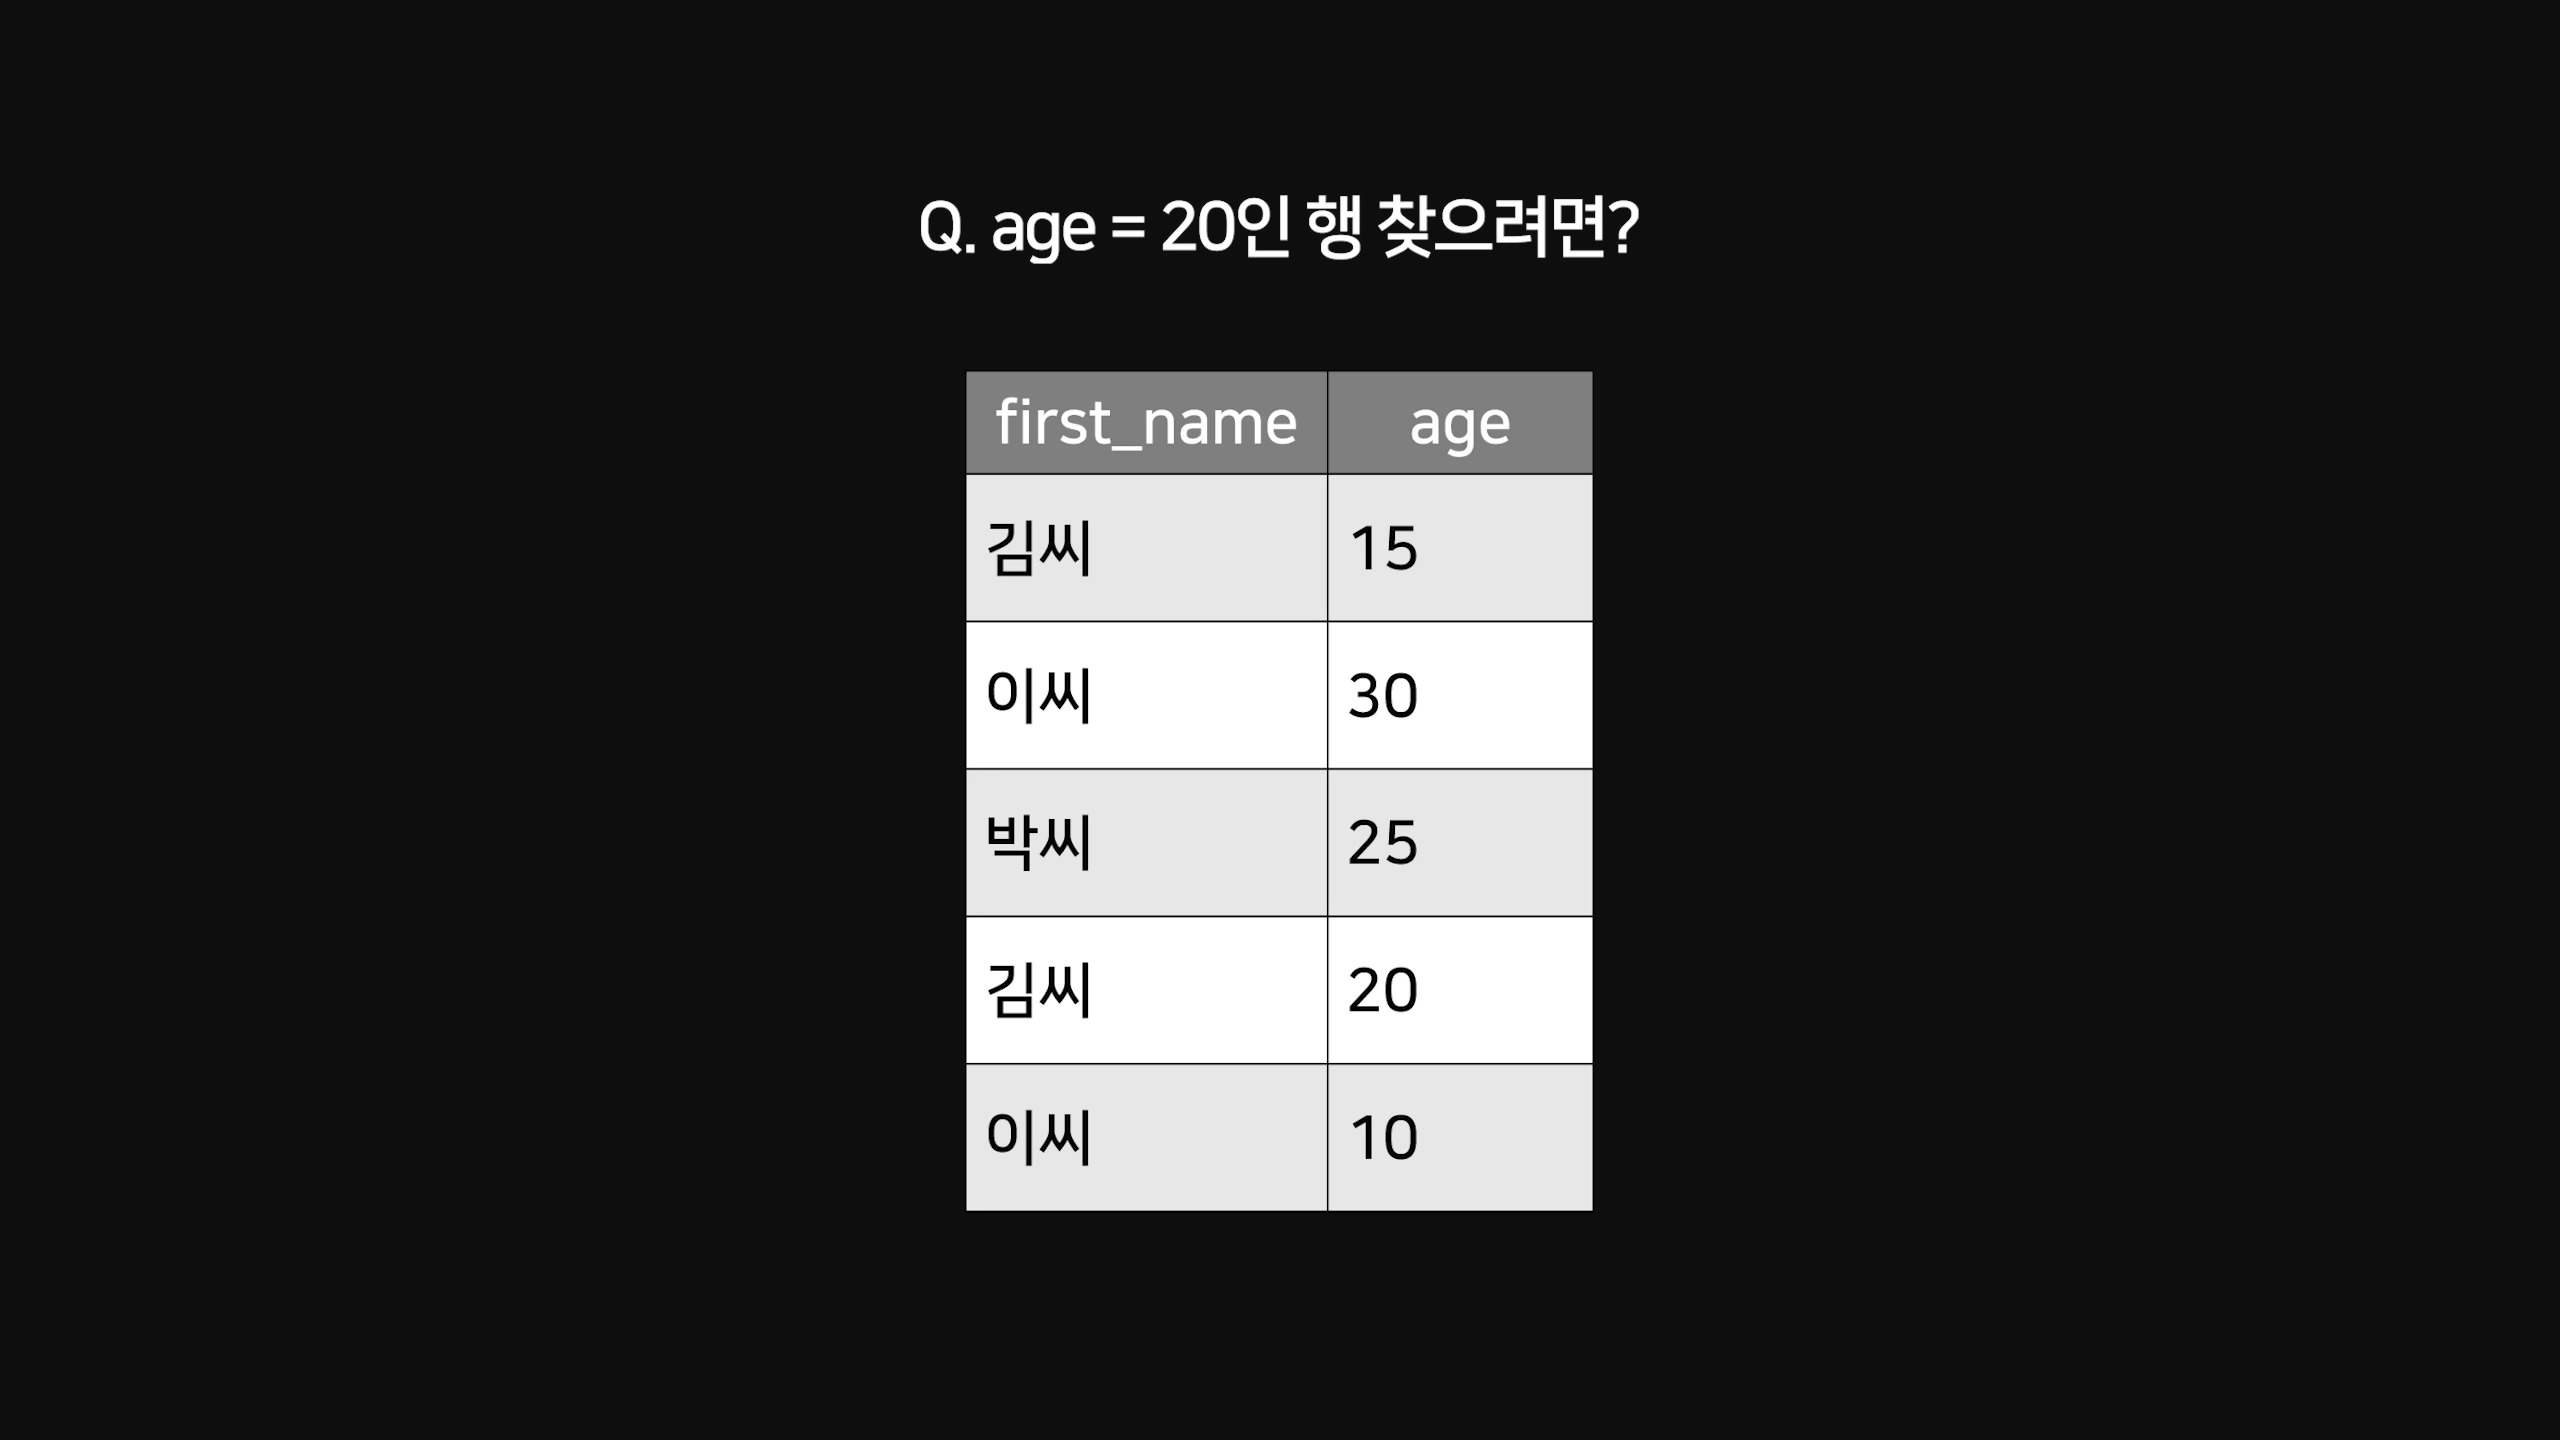 Q. age = 20인 행 찾으려면?
first_name age
김씨 15
이씨 30
박씨 25
김씨 20
이씨 10